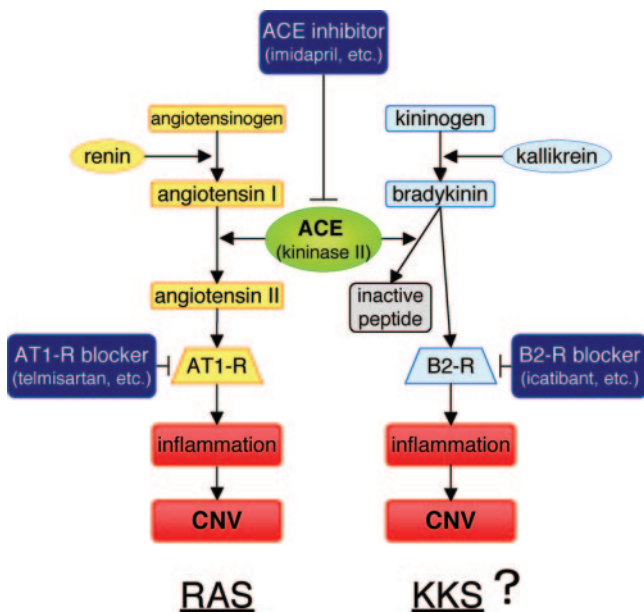 ACE inhibitor
(imidapril, etc.)
angiotensinogen
kininogen
renin
kallikrein
angiotensin I
bradykinin
ACE
(kininase II)
angiotensin II
inactive
peptide
AT1-R blocker
(telmisartan, etc.)
AT1-R
B2-R
B2-R blocker
(icatibant, etc.)
inflammation
inflammation
CNV
CNV
RAS
KKS ?